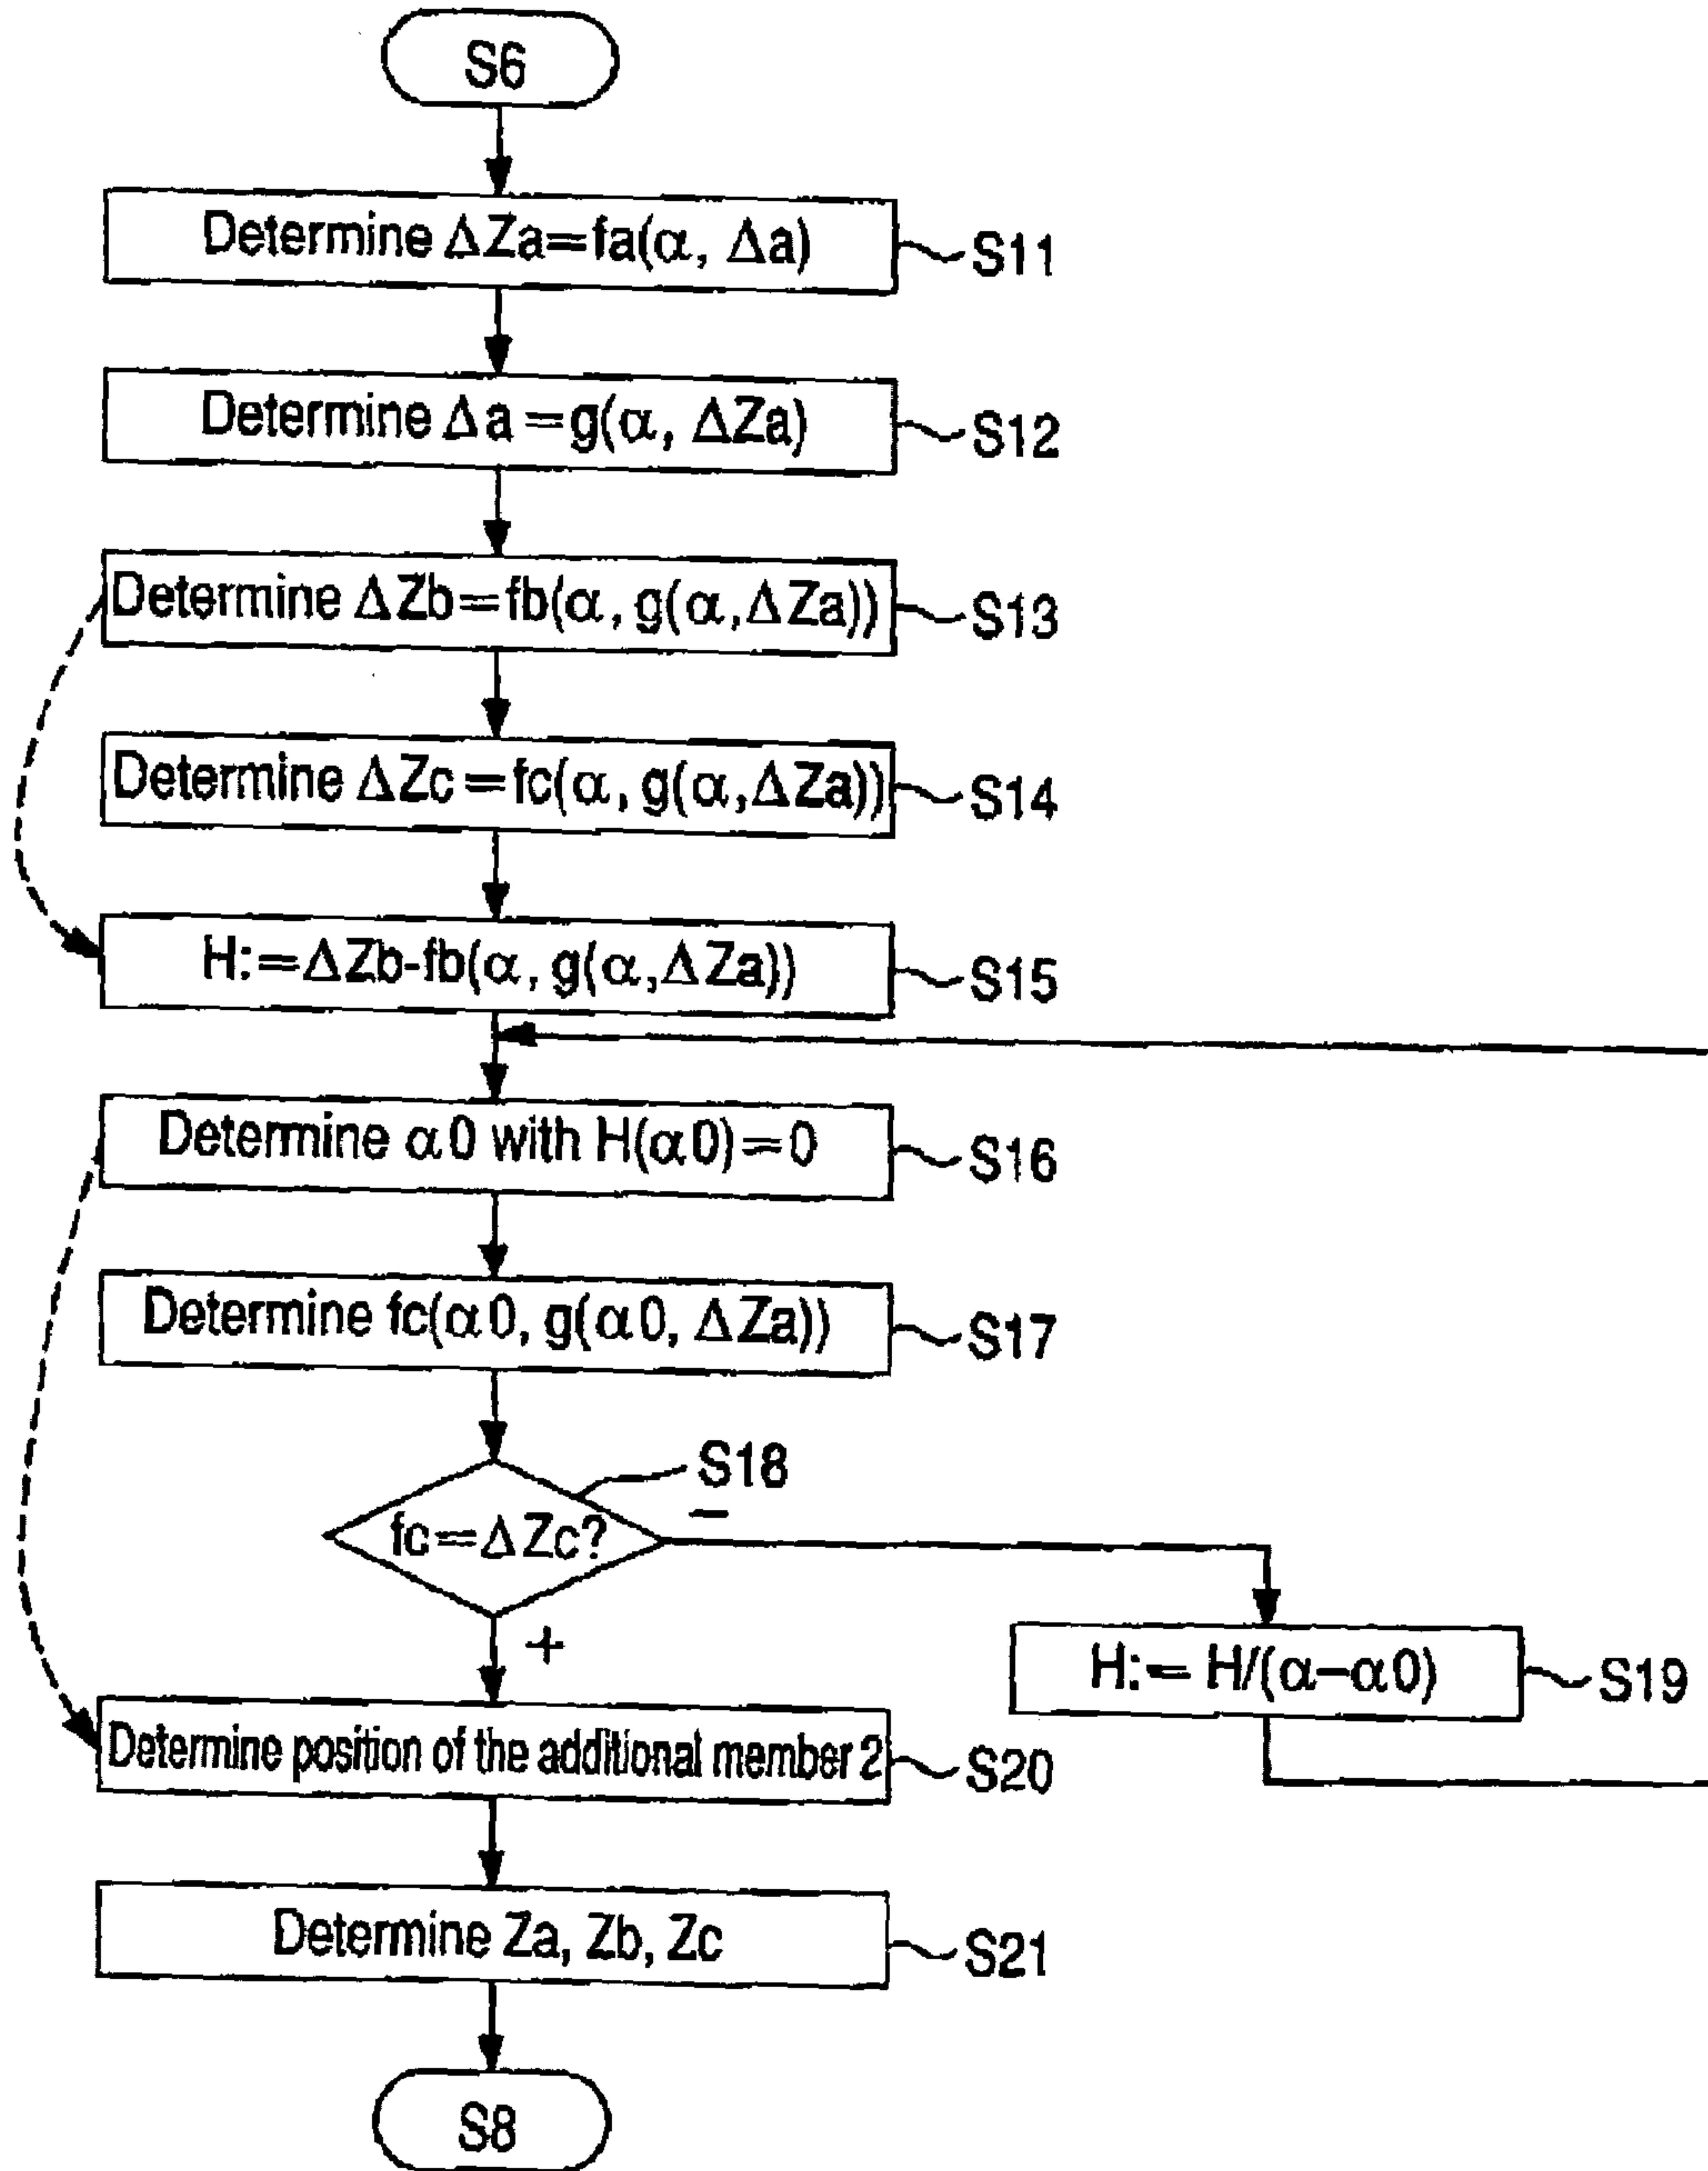 S6
Determine ΔZa=fa(α, Δa)
S11
Determine Δa=g(α, ΔZa)
S12
Determine ΔZb=fb(α, g(α,ΔZa))
S13
Determine ΔZc=fc(α, g(α,ΔZa))
S14
H:=ΔZb-fb(α, g(α,ΔZa))
S15
Determine α0 with H(α0)=0
S16
Determine fc(α0, g(α0, ΔZa))
S17
S18
fc=ΔZc?
−
+
H:= H/(α−α0)
S19
Determine position of the additional member 2
S20
Determine Za, Zb, Zc
S21
S8